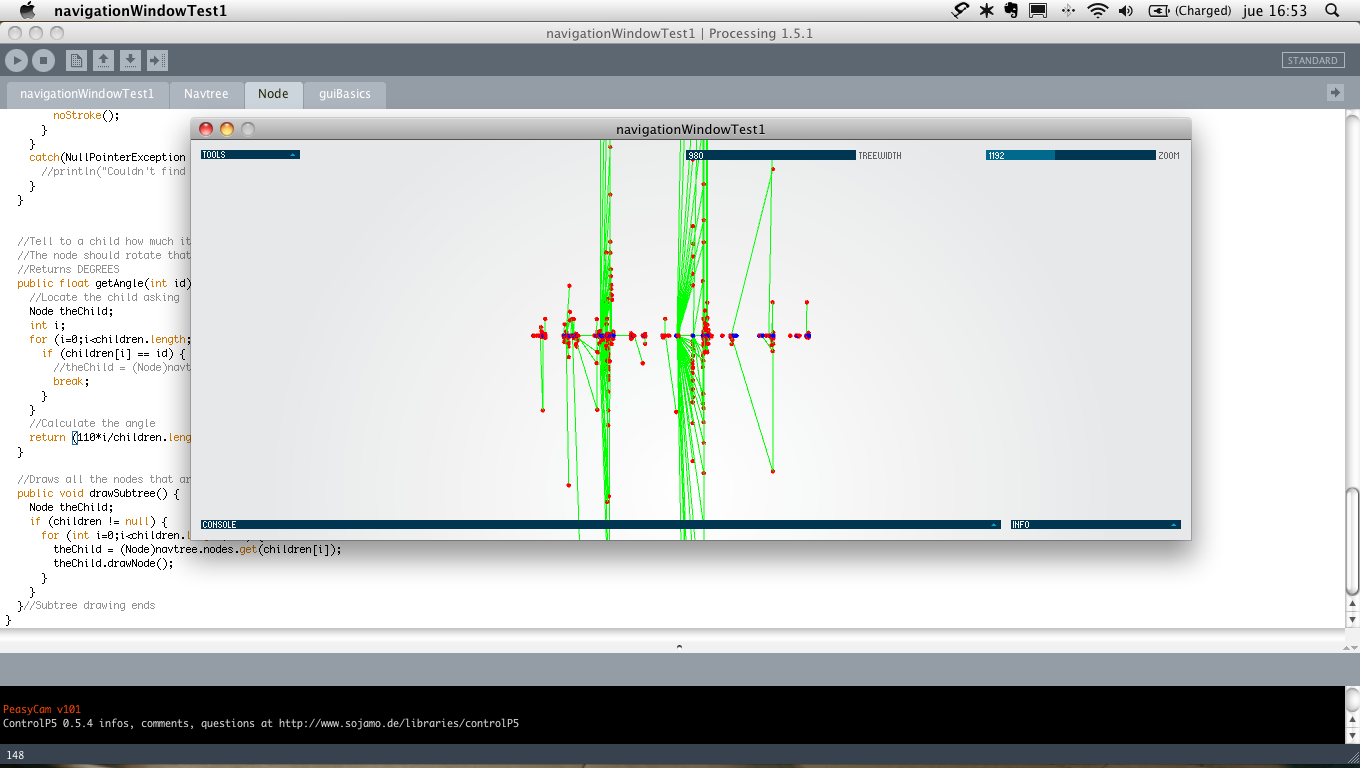 navigationWindowTest1
(Charged) jue 16:53
navigationWindowTest1 | Processing 1.5.1
STANDARD
navigationWindowTest1 Navtree Node guiBasics
noStroke();
}
}
catch(NullPointerException
//println("Couldn't find
}
}
//Tell to a child how much it
//The node should rotate that
//Returns DEGREES
public float getAngle(int id)
//Locate the child asking
Node theChild;
int i;
for (i=0;i<children.length;
if (children[i] == id) {
//theChild = (Node)navt
break;
}
}
//Calculate the angle
return (110*i/children.leng
}
//Draws all the nodes that ar
public void drawSubtree() {
Node theChild;
if (children != null) {
for (int i=0;i<children.
theChild = (Node)navtree.nodes.get(children[i]);
theChild.drawNode();
}
}
}//Subtree drawing ends
}
navigationWindowTest1
TOOLS
980 TREEWIDTH
1192 ZOOM
CONSOLE
INFO
PeasyCam v101
ControlP5 0.5.4 infos, comments, questions at http://www.sojamo.de/libraries/controlP5
148